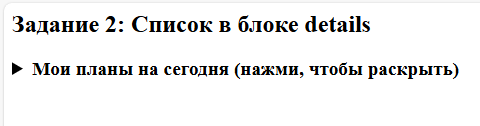 Задание 2: Список в блоке details
Мои планы на сегодня (нажми, чтобы раскрыть)